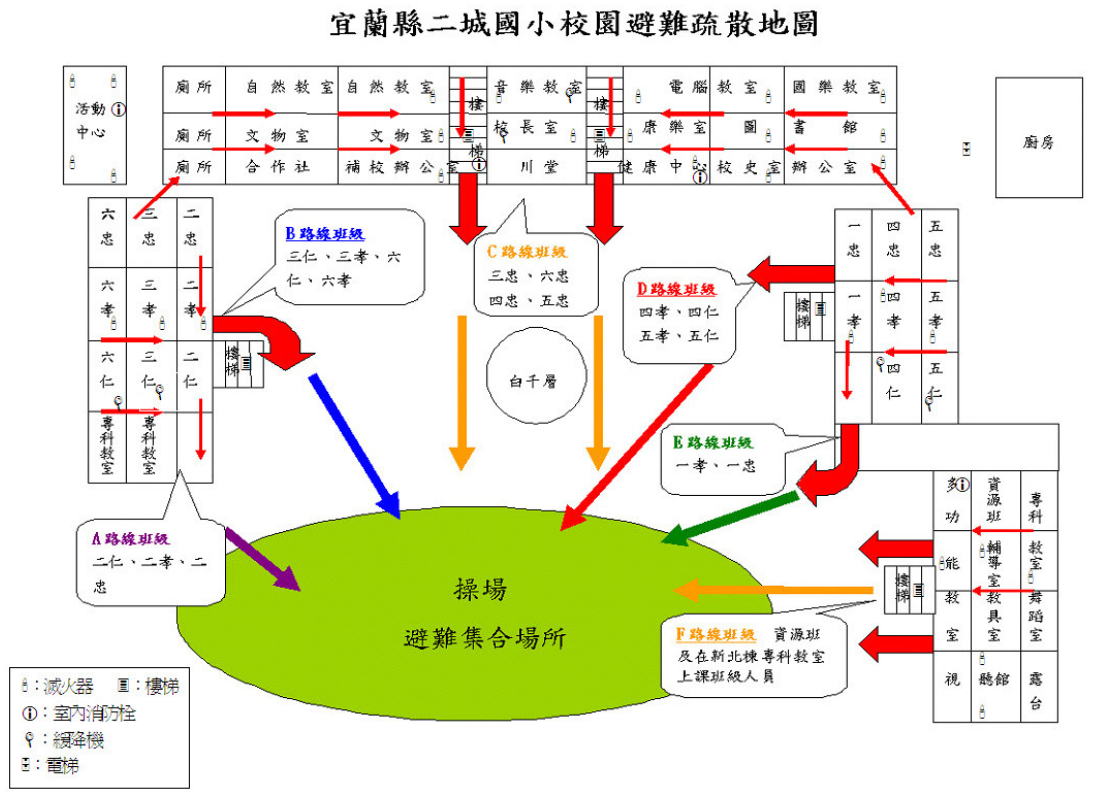 宜蘭縣二城國小校園避難疏散地圖
活動
中心
廁所 自然教室 自然教室 音樂教室 電腦教室 國樂教室
廁所 文物室 文物室 校長室 康樂室 圖書館
廁所 合作社 補校辦公室 川堂 健康中心 校史室 辦公室
樓梯
樓梯
廚房
六忠 三忠 二忠
六孝 三孝 二孝
六仁 三仁 二仁
專科教室 專科教室
樓梯
B路線班級
三仁、三孝、六
仁、六孝
C路線班級
三忠、六忠
四忠、五忠
D路線班級
四孝、四仁
五孝、五仁
一忠 四忠 五忠
一孝 四孝 五孝
四仁 五仁
樓梯
白千層
E路線班級
一孝、一忠
A路線班級
二仁、二孝、二
忠
操場
避難集合場所
多功能教室 資源班 輔導室 教具室 專科教室 舞蹈室
視聽館 露台
樓梯
F路線班級 資源班
及在新北棟專科教室
上課班級人員
:滅火器 :樓梯
:室內消防栓
:緩降機
:電梯